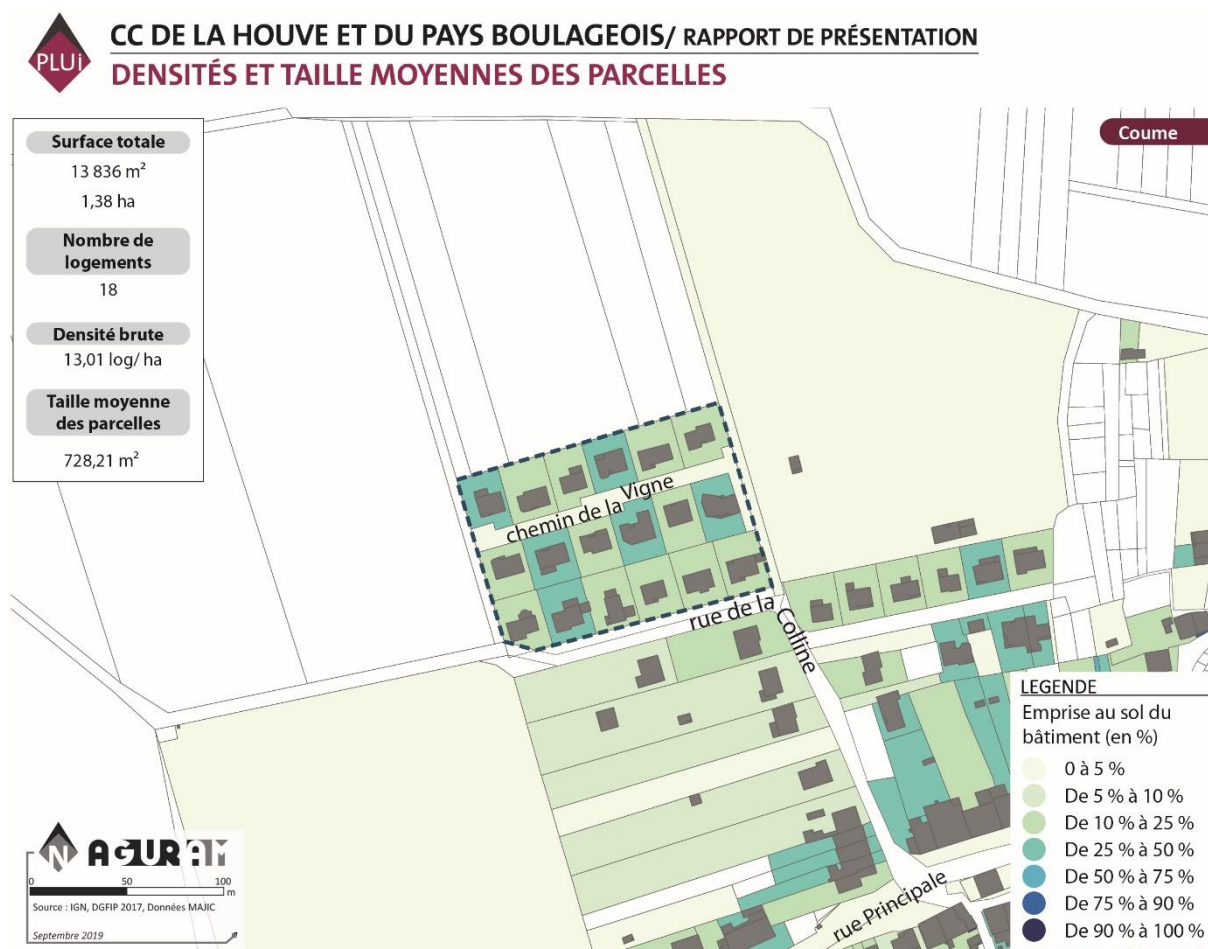 PLUi
CC DE LA HOUVE ET DU PAYS BOULAGEOIS/ RAPPORT DE PRÉSENTATION
DENSITÉS ET TAILLE MOYENNES DES PARCELLES
Coume
Surface totale
13 836 m²
1,38 ha
Nombre de
logements
18
Densité brute
13,01 log/ ha
Taille moyenne
des parcelles
728,21 m²
chemin de la Vigne
rue de la Colline
rue Principale
LEGENDE
Emprise au sol du
bâtiment (en %)
0 à 5 %
De 5 % à 10 %
De 10 % à 25 %
De 25 % à 50 %
De 50 % à 75 %
De 75 % à 90 %
De 90 % à 100 %
N AGURAM
0 50 100
m
Source : IGN, DGFIP 2017, Données MAJIC
Septembre 2019